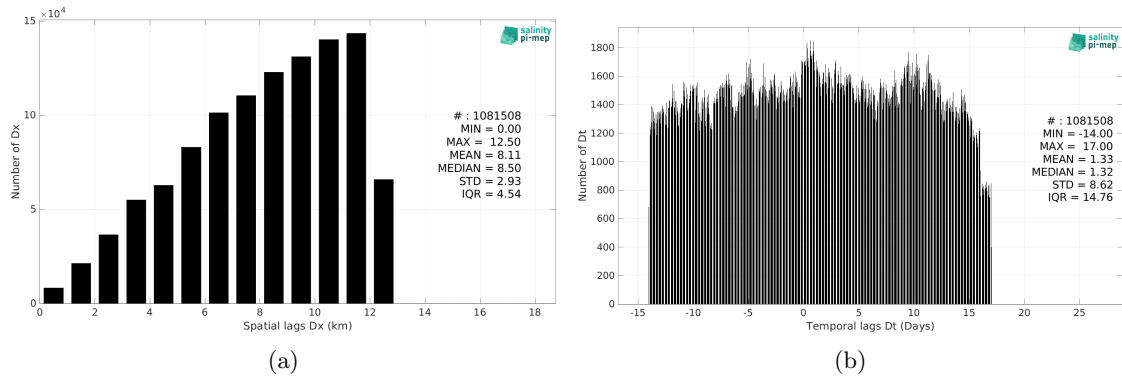 15 ×10⁴
10
5
0
Number of Dx
0 2 4 6 8 10 12 14 16 18
Spatial lags Dx (km)
salinity
pi-mep
# : 1081508
MIN = 0.00
MAX = 12.50
MEAN = 8.11
MEDIAN = 8.50
STD = 2.93
IQR = 4.54
(a)
1800
1600
1400
1200
1000
800
600
400
200
0
Number of Dt
-15 -10 -5 0 5 10 15 20 25
Temporal lags Dt (Days)
salinity
pi-mep
# : 1081508
MIN = -14.00
MAX = 17.00
MEAN = 1.33
MEDIAN = 1.32
STD = 8.62
IQR = 14.76
(b)